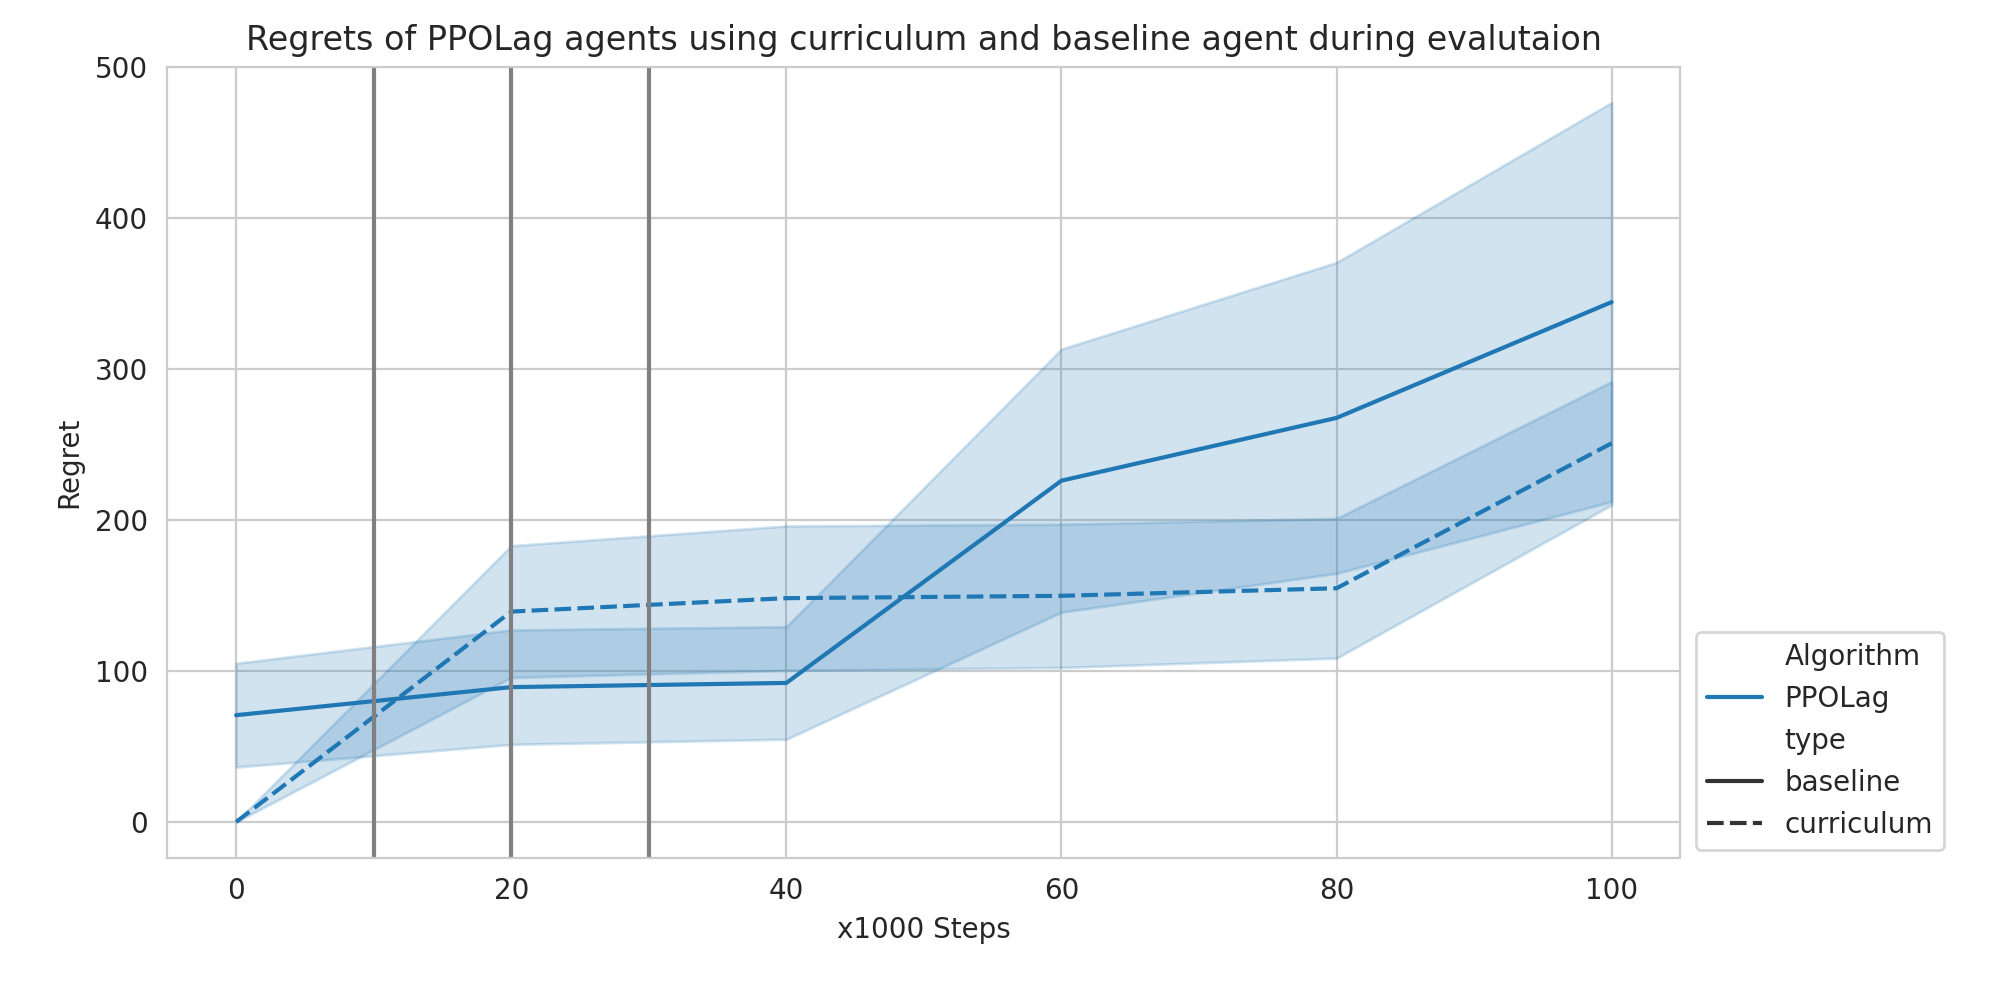 Regrets of PPOLag agents using curriculum and baseline agent during evalutaion
500
400
300
200
100
0
Regret
0 20 40 60 80 100
x1000 Steps
Algorithm
PPOLag
type
baseline
curriculum